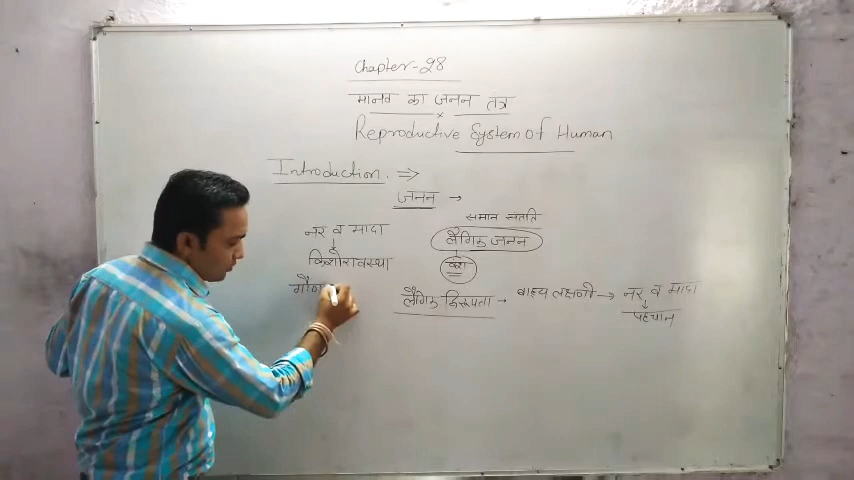 Chapter-28
मानव का जनन तंत्र
Reproductive System of Human
Introduction. ⇒
जनन →
समान संतति
नर व मादा
लैंगिक जनन
किशोरावस्था
गौण
लैंगिक द्विरूपता → बाह्य लक्षणों → नर व मादा
पहचान